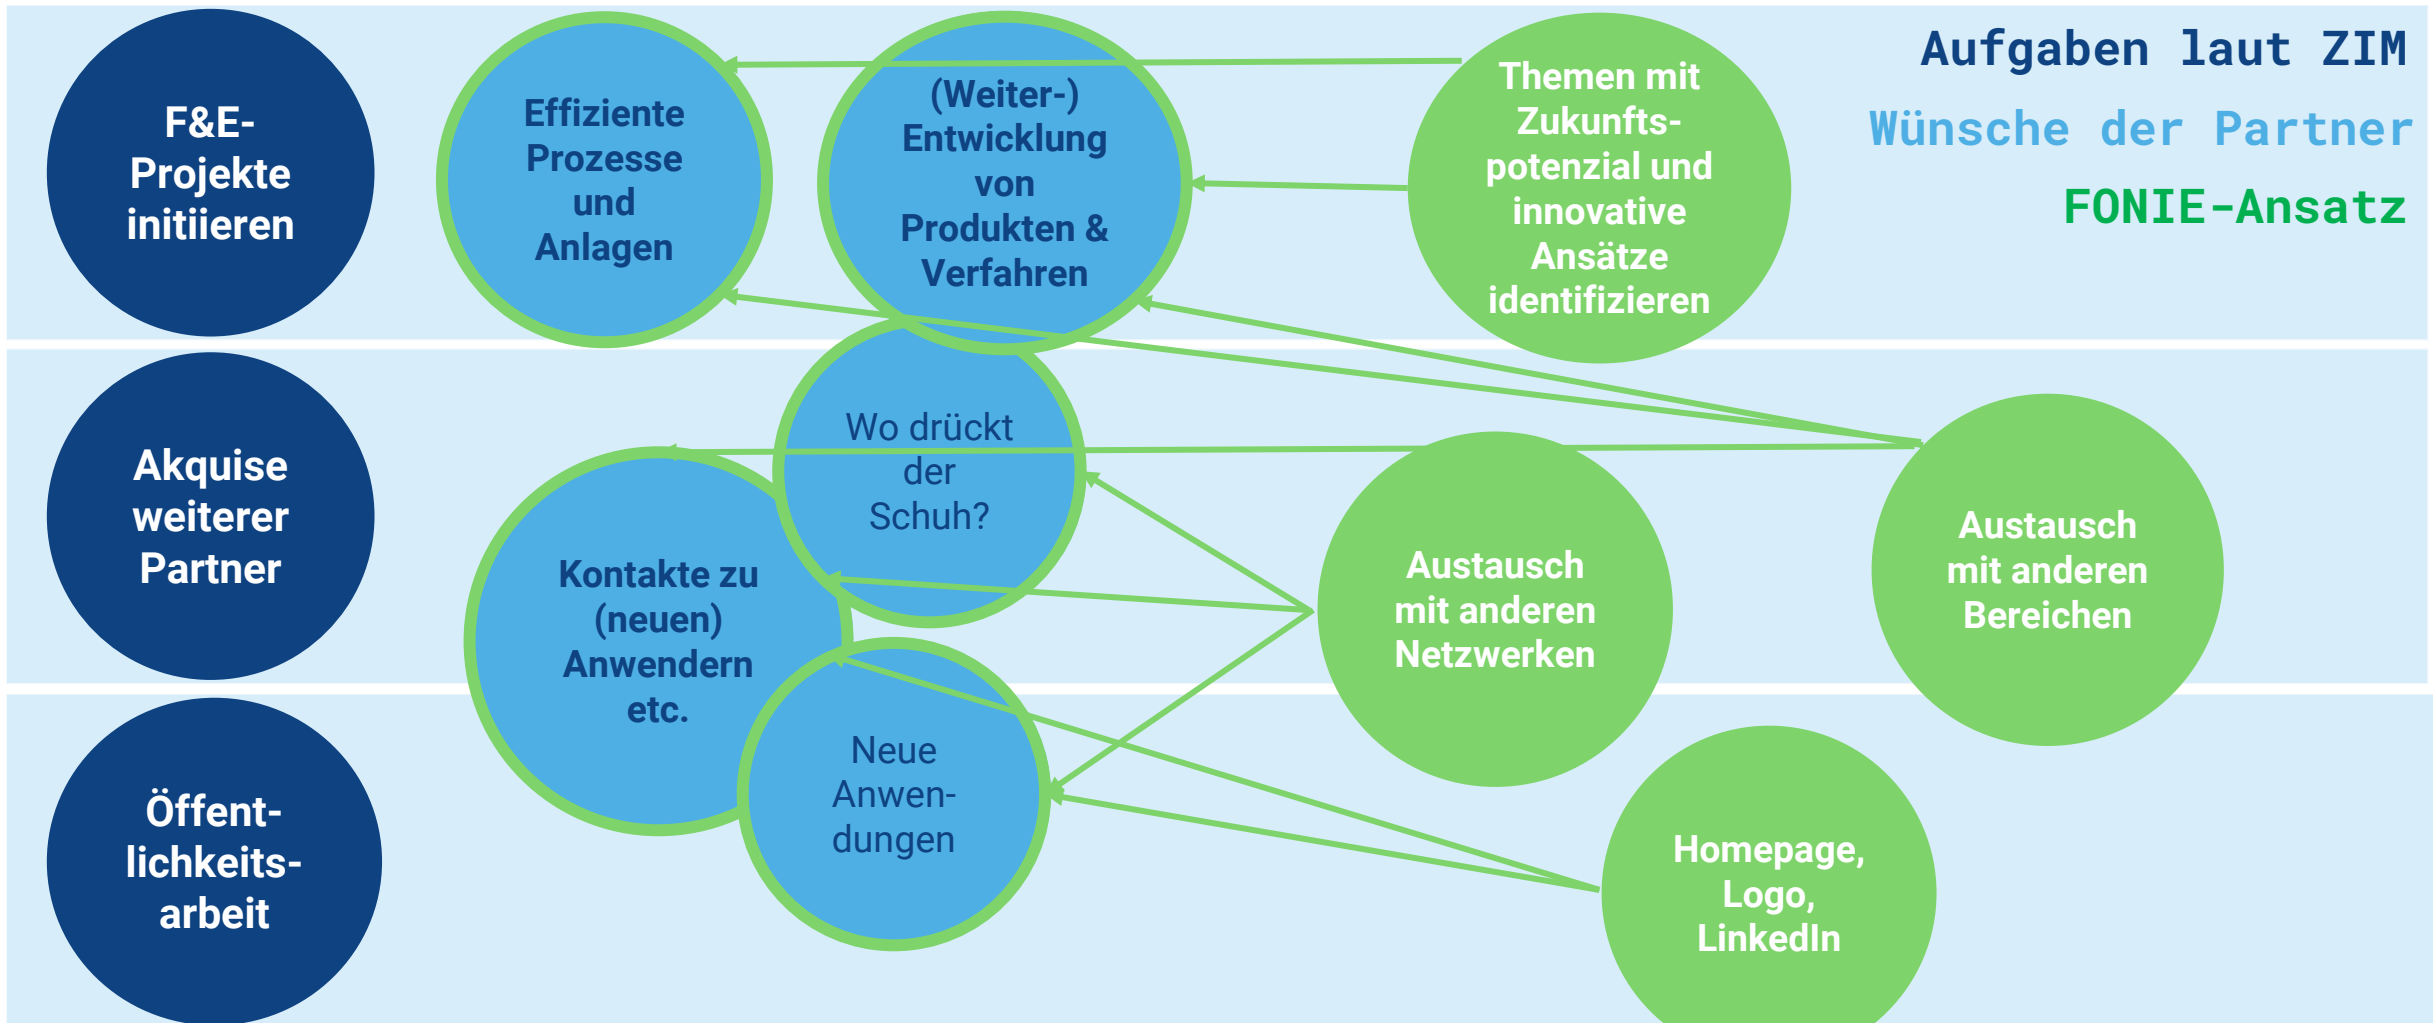 F&E-
Projekte
initiieren
Effiziente
Prozesse
und
Anlagen
(Weiter-)
Entwicklung
von
Produkten &
Verfahren
Themen mit
Zukunfts-
potenzial und
innovative
Ansätze
identifizieren
Aufgaben laut ZIM
Wünsche der Partner
FONIE-Ansatz
Akquise
weiterer
Partner
Wo drückt
der
Schuh?
Kontakte zu
(neuen)
Anwendern
etc.
Austausch
mit anderen
Netzwerken
Austausch
mit anderen
Bereichen
Öffent-
lichkeits-
arbeit
Neue
Anwen-
dungen
Homepage,
Logo,
LinkedIn